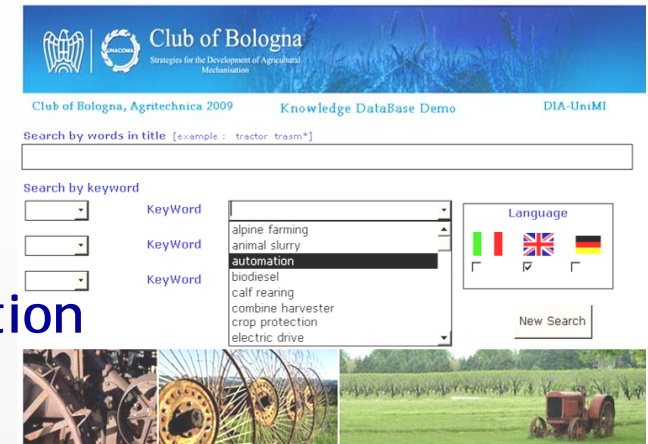 UNACOMA
Club of Bologna
Strategies for the Development of Agricultural
Mechanisation
Club of Bologna, Agritechnica 2009 Knowledge DataBase Demo DIA-UniMI
Search by words in title [example : tractor trasm*]
Search by keyword
KeyWord
KeyWord
KeyWord
alpine farming
animal slurry
automation
biodiesel
calf rearing
combine harvester
crop protection
electric drive
Language
tion
New Search